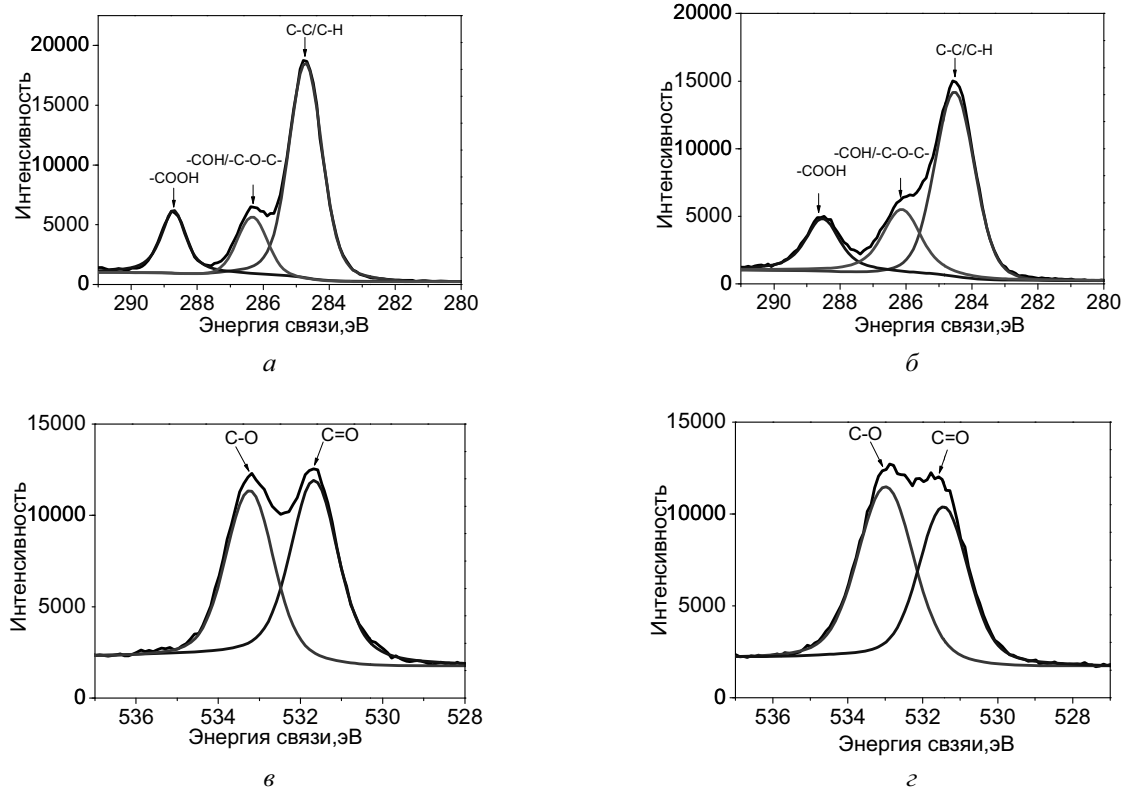 20000
15000
10000
5000
0
Интенсивность
C-C/C-H
-COH/-C-O-C-
-COOH
290 288 286 284 282 280
Энергия связи,эВ
а
20000
15000
10000
5000
0
Интенсивность
C-C/C-H
-COH/-C-O-C-
-COOH
290 288 286 284 282 280
Энергия связи,эВ
б
15000
10000
5000
0
Интенсивность
C-O
C=O
536 534 532 530 528
Энергия связи,эВ
в
15000
10000
5000
0
Интенсивность
C-O
C=O
536 534 532 530 528
Энергия свзяи,эВ
г